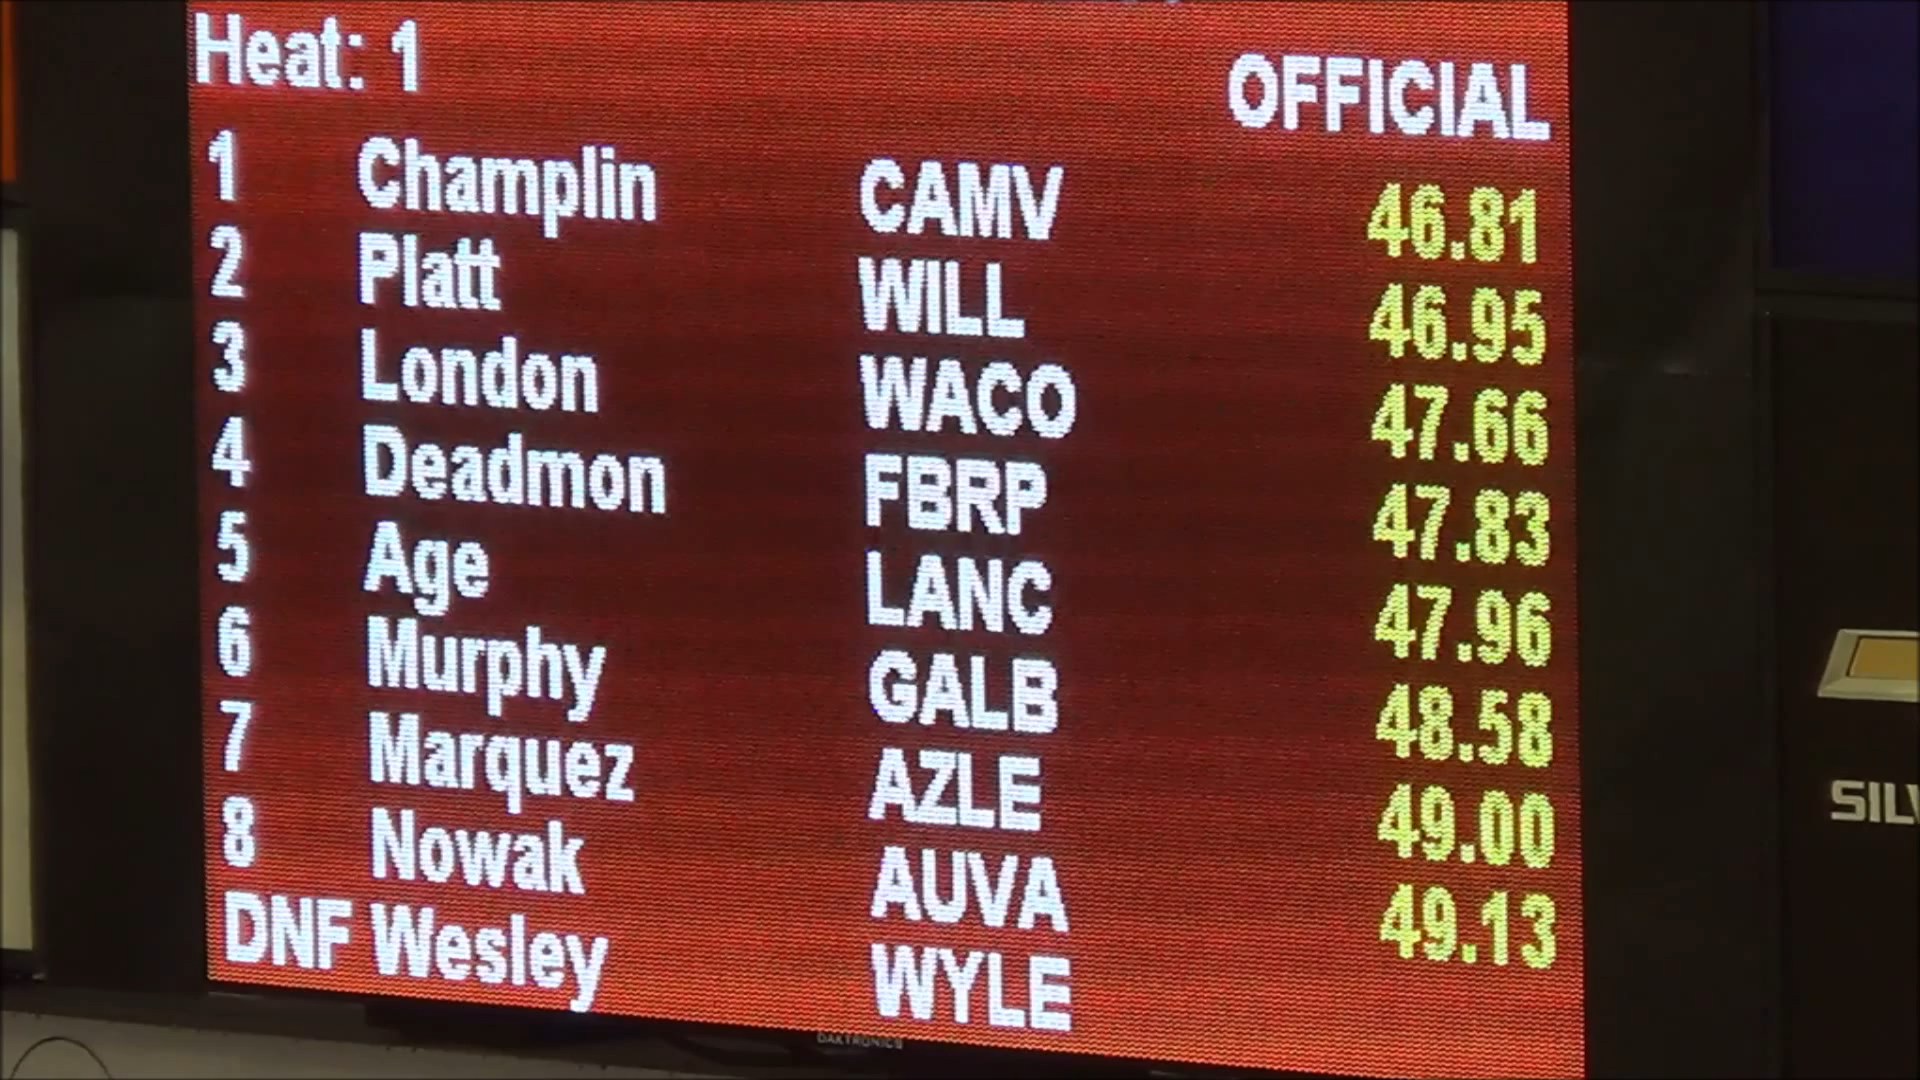 Heat: 1 OFFICIAL
1 Champlin CAMV 46.81
2 Platt WILL 46.95
3 London WACO 47.66
4 Deadmon FBRP 47.83
5 Age LANC 47.96
6 Murphy GALB 48.58
7 Marquez AZLE 49.00
8 Nowak AUVA 49.13
DNF Wesley WYLE
DAKTRONICS